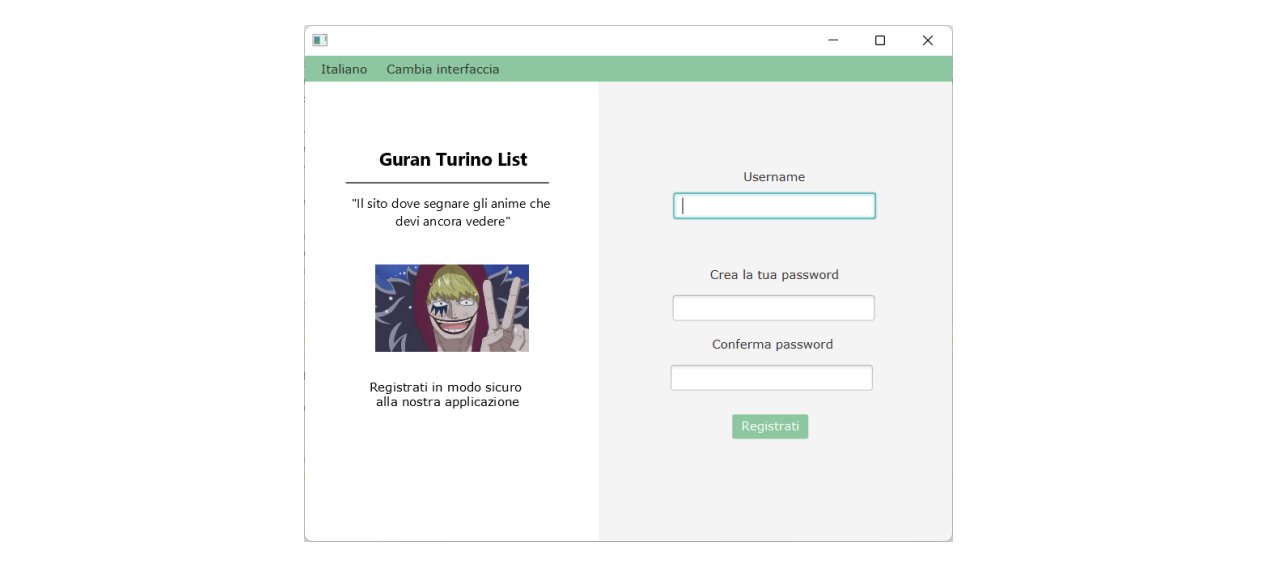 Italiano Cambia interfaccia
Guran Turino List
"Il sito dove segnare gli anime che
devi ancora vedere"
Registrati in modo sicuro
alla nostra applicazione
Username
Crea la tua password
Conferma password
Registrati